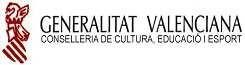 GENERALITAT VALENCIANA
CONSELLERIA DE CULTURA, EDUCACIÓ I ESPORT